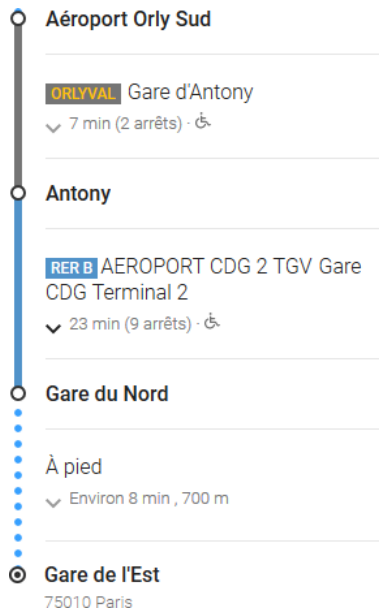 Aéroport Orly Sud
ORLYVAL Gare d'Antony
7 min (2 arrêts) ·
Antony
RER B AEROPORT CDG 2 TGV Gare
CDG Terminal 2
23 min (9 arrêts) ·
Gare du Nord
À pied
Environ 8 min , 700 m
Gare de l'Est
75010 Paris